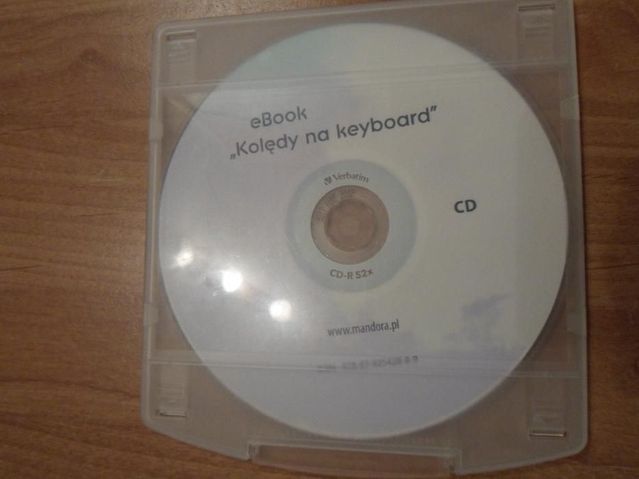 eBook
„Kolędy na keyboard”
Verbatim
CD
CD-R 52x
www.mandora.pl